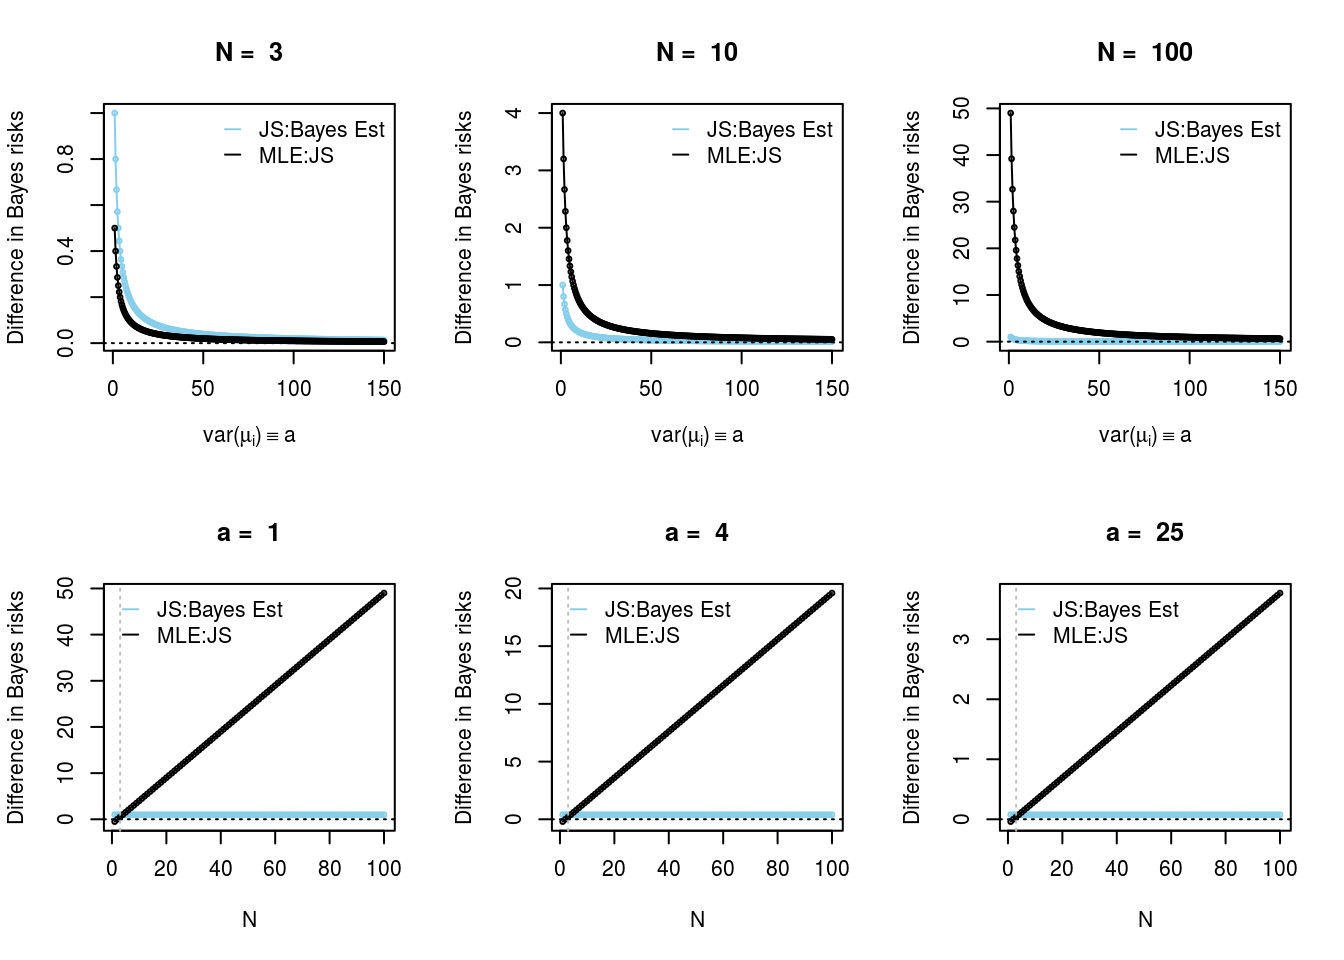 N = 3
Difference in Bayes risks
0.0 0.4 0.8
JS:Bayes Est
MLE:JS
0 50 100 150
var(μi) ≡ a
N = 10
Difference in Bayes risks
0 1 2 3 4
JS:Bayes Est
MLE:JS
0 50 100 150
var(μi) ≡ a
N = 100
Difference in Bayes risks
0 10 20 30 40 50
JS:Bayes Est
MLE:JS
0 50 100 150
var(μi) ≡ a
a = 1
Difference in Bayes risks
0 10 20 30 40 50
JS:Bayes Est
MLE:JS
0 20 40 60 80 100
N
a = 4
Difference in Bayes risks
0 5 10 15 20
JS:Bayes Est
MLE:JS
0 20 40 60 80 100
N
a = 25
Difference in Bayes risks
0 1 2 3
JS:Bayes Est
MLE:JS
0 20 40 60 80 100
N